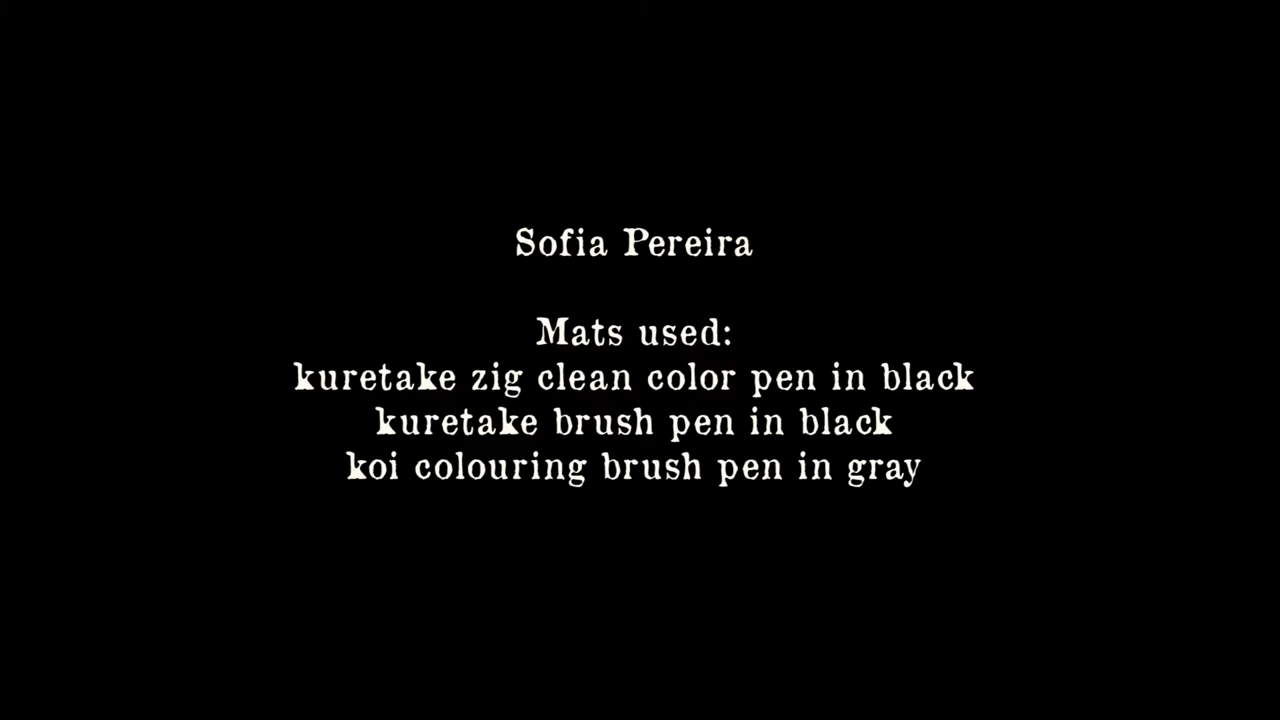 Sofia Pereira
Mats used:
kuretake zig clean color pen in black
kuretake brush pen in black
koi colouring brush pen in gray